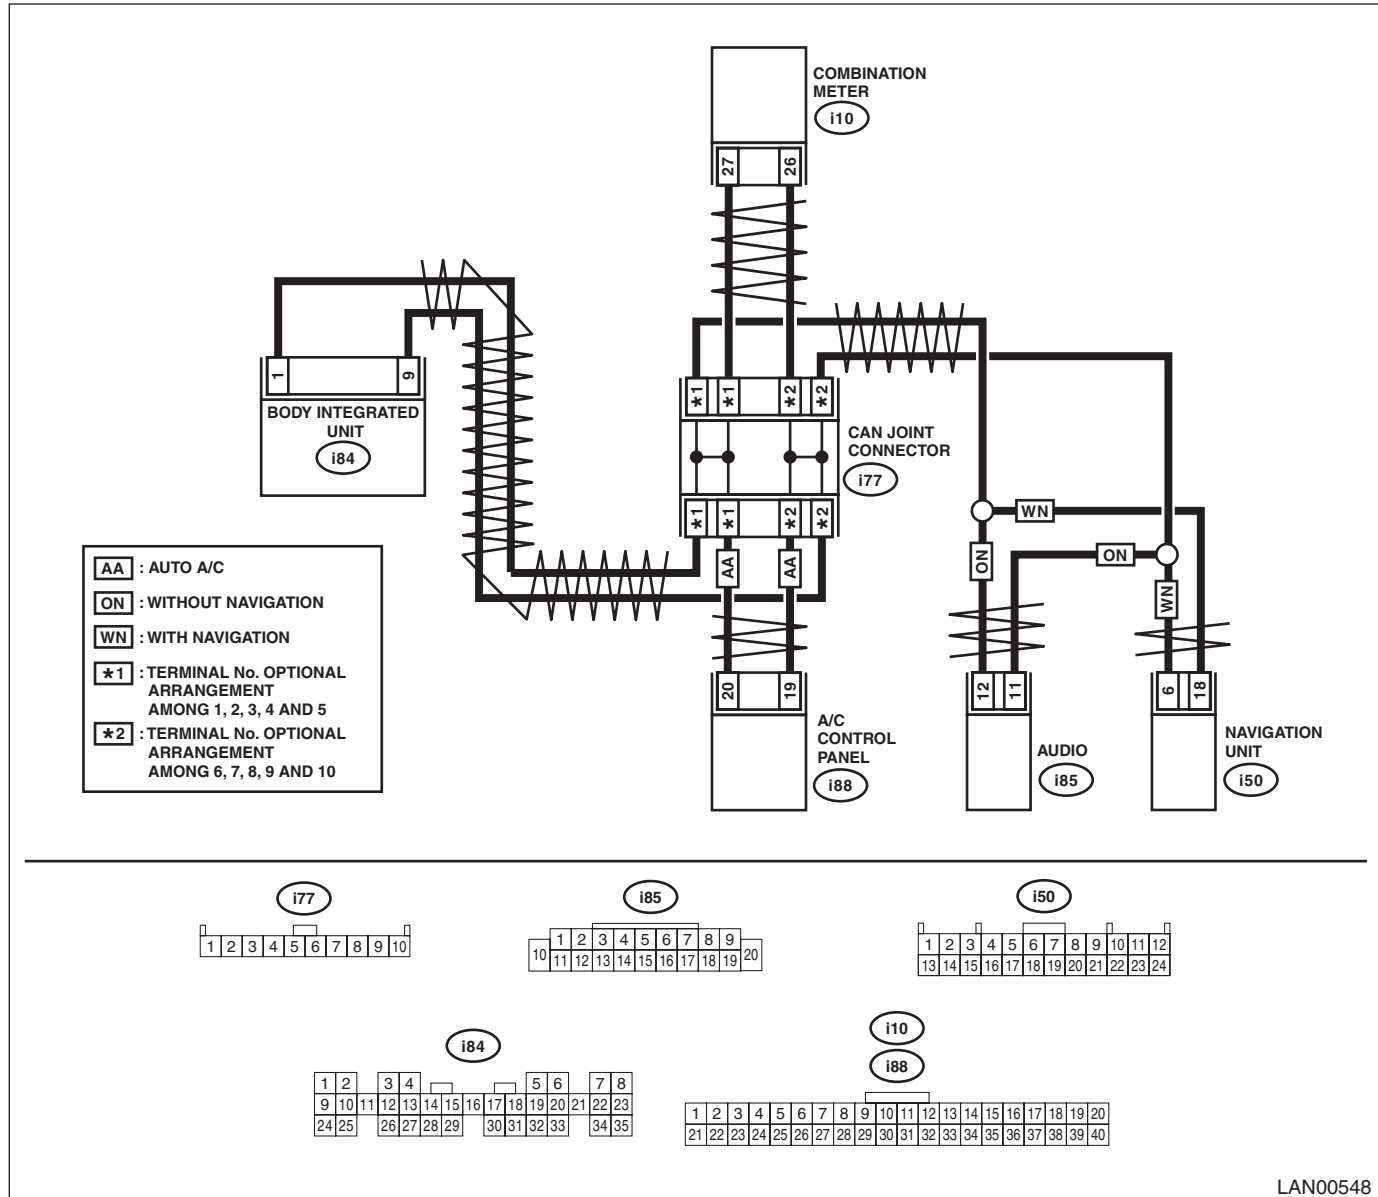 COMBINATION
METER
i10
27
26
1
9
BODY INTEGRATED
UNIT
i84
*1
*1
*2
*2
CAN JOINT
CONNECTOR
i77
*1
*1
*2
*2
WN
ON
ON
WN
AA
AA
AA : AUTO A/C
ON : WITHOUT NAVIGATION
WN : WITH NAVIGATION
*1 : TERMINAL No. OPTIONAL
ARRANGEMENT
AMONG 1, 2, 3, 4 AND 5
*2 : TERMINAL No. OPTIONAL
ARRANGEMENT
AMONG 6, 7, 8, 9 AND 10
20
19
A/C
CONTROL
PANEL
i88
12
11
AUDIO
i85
6
18
NAVIGATION
UNIT
i50
i77
1 2 3 4 5 6 7 8 9 10
i85
1 2 3 4 5 6 7 8 9
10 11 12 13 14 15 16 17 18 19 20
i50
1 2 3 4 5 6 7 8 9 10 11 12
13 14 15 16 17 18 19 20 21 22 23 24
i84
1 2 3 4 5 6 7 8
9 10 11 12 13 14 15 16 17 18 19 20 21 22 23
24 25 26 27 28 29 30 31 32 33 34 35
i10
i88
1 2 3 4 5 6 7 8 9 10 11 12 13 14 15 16 17 18 19 20
21 22 23 24 25 26 27 28 29 30 31 32 33 34 35 36 37 38 39 40
LAN00548